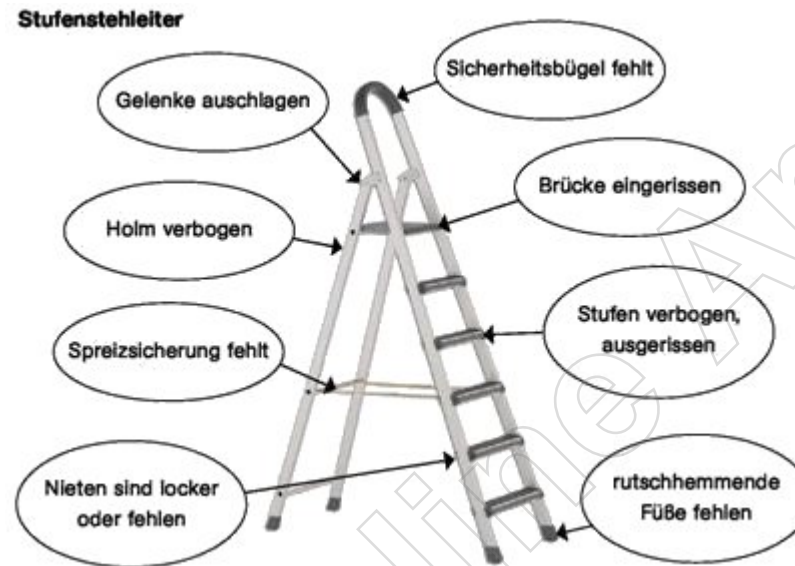 Stufenstehleiter
Sicherheitsbügel fehlt
Gelenke auschlagen
Brücke eingerissen
Holm verbogen
Stufen verbogen,
ausgerissen
Spreizsicherung fehlt
Nieten sind locker
oder fehlen
rutschhemmende
Füße fehlen